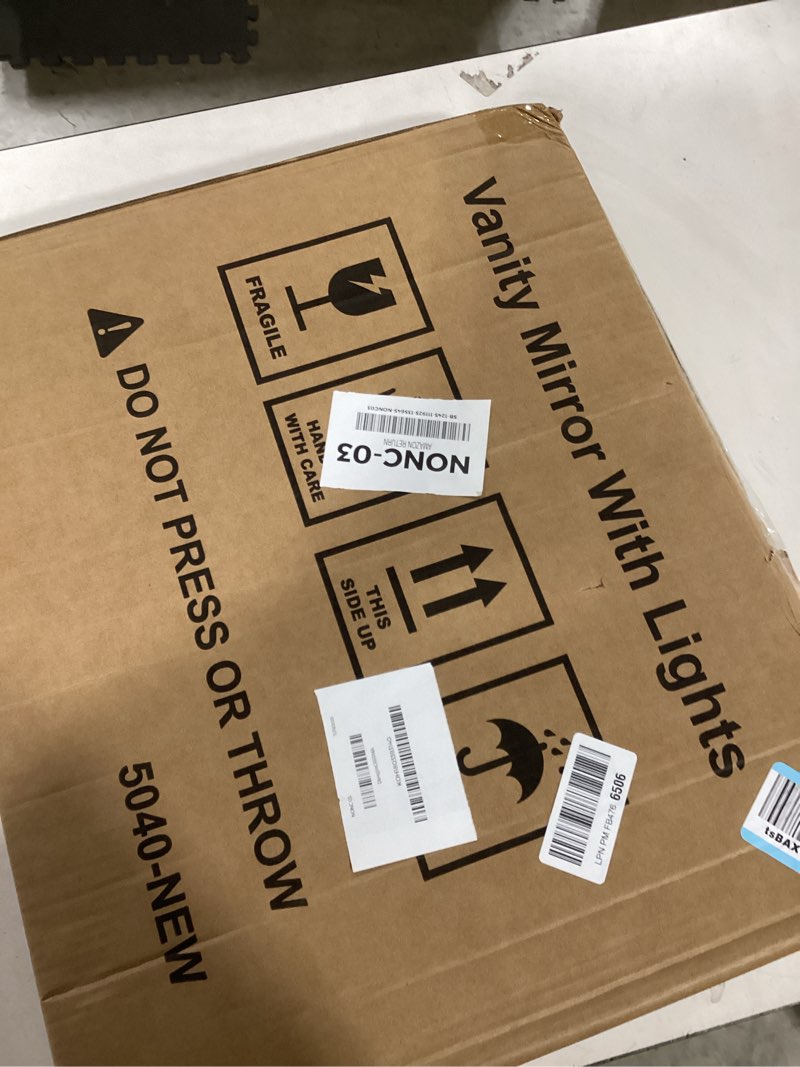 Vanity Mirror With Lights
FRAGILE
WITH CARE
THIS
SIDE UP
DO NOT PRESS OR THROW
5040-NEW
NONC-03
AMAZON RETURN
LPN PM FB476 6506
tsBAX